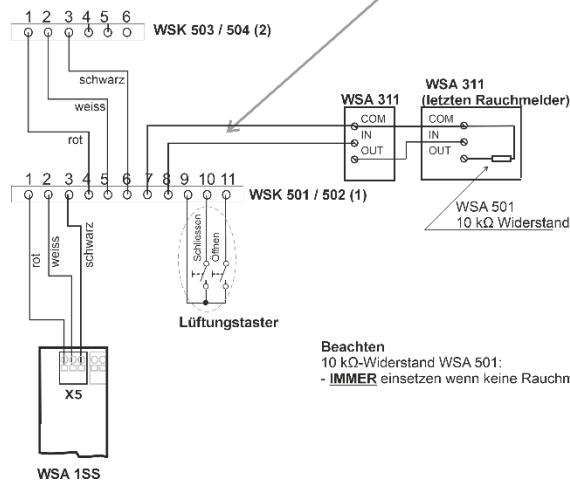 1 2 3 4 5 6
WSK 503 / 504 (2)
schwarz
weiss
rot
WSA 311
COM
IN
OUT
WSA 311
(letzten Rauchmelder)
COM
IN
OUT
WSA 501
10 kΩ Widerstand
1 2 3 4 5 6 7 8 9 10 11
WSK 501 / 502 (1)
rot
weiss
schwarz
Schliessen
Öffnen
Lüftungstaster
X5
WSA 1SS
Beachten
10 kΩ-Widerstand WSA 501:
- IMMER einsetzen wenn keine Rauchm